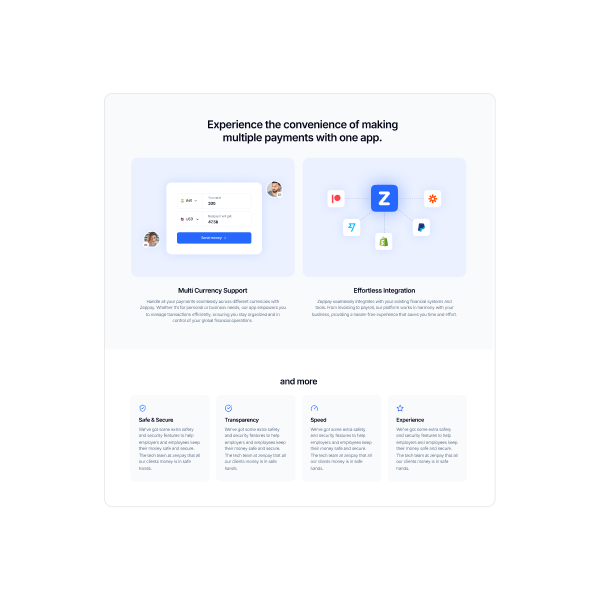 Experience the convenience of making
multiple payments with one app.
200
USD
Send money
Multi Currency Support
Handle all your payments seamlessly across different currencies with
Zappay. Whether it's for personal or business needs, our app empowers you
to manage transactions efficiently, ensuring you stay organized and in
control of your global financial operations.
Effortless Integration
Zappay seamlessly integrates with your existing financial systems and
tools. From invoicing to payroll, our platform works in harmony with your
business, providing a hassle-free experience that saves you time and effort.
and more
Safe & Secure
We've got some extra safety
and security features to help
employers and employees keep
their money safe and secure.
The tech team at zenpay that all
our clients money is in safe
hands.
Transparency
We've got some extra safety
and security features to help
employers and employees keep
their money safe and secure.
The tech team at zenpay that all
our clients money is in safe
hands.
Speed
We've got some extra safety
and security features to help
employers and employees keep
their money safe and secure.
The tech team at zenpay that all
our clients money is in safe
hands.
Experience
We've got some extra safety
and security features to help
employers and employees keep
their money safe and secure.
The tech team at zenpay that all
our clients money is in safe
hands.